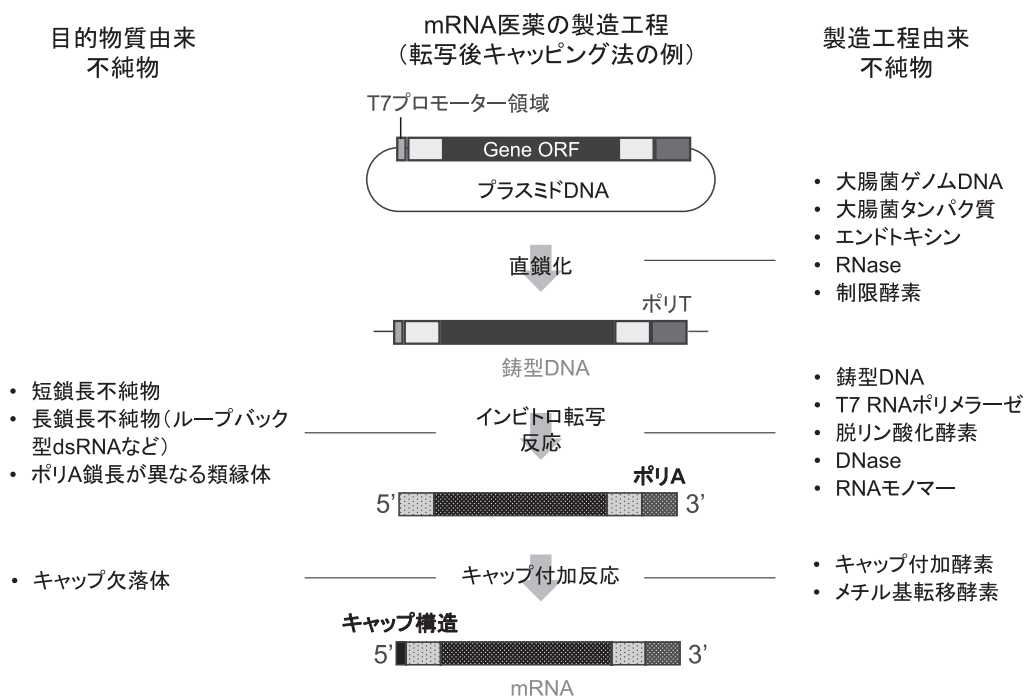 目的物質由来
不純物
mRNA医薬の製造工程
（転写後キャッピング法の例）
製造工程由来
不純物
T7プロモーター領域
Gene ORF
プラスミドDNA
直鎖化
・大腸菌ゲノムDNA
・大腸菌タンパク質
・エンドトキシン
・RNase
・制限酵素
ポリT
鋳型DNA
・短鎖長不純物
・長鎖長不純物（ループバック
型dsRNAなど）
・ポリA鎖長が異なる類縁体
インビトロ転写
反応
・鋳型DNA
・T7 RNAポリメラーゼ
・脱リン酸化酵素
・DNase
・RNAモノマー
ポリA
5’ 3’
・キャップ欠落体
キャップ付加反応
・キャップ付加酵素
・メチル基転移酵素
キャップ構造
5’ 3’
mRNA